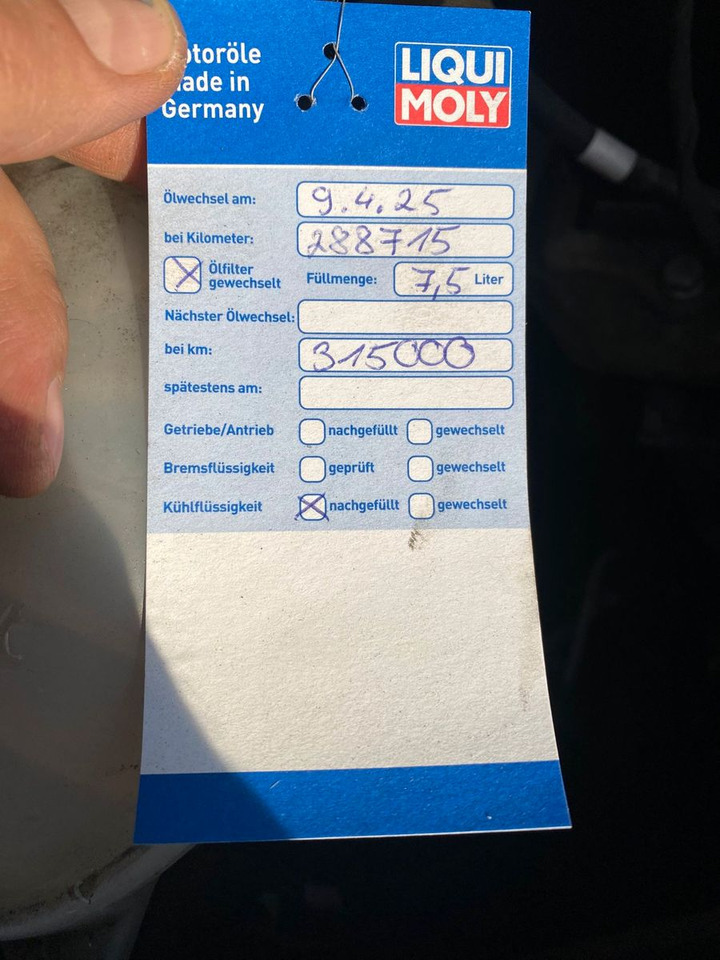 otoröle
ade in
Germany
LIQUI
MOLY
Ölwechsel am: 9.4.25
bei Kilometer: 288715
Ölfilter
gewechselt
Füllmenge: 7,5 Liter
Nächster Ölwechsel:
bei km: 315000
spätestens am:
Getriebe/Antrieb nachgefüllt gewechselt
Bremsflüssigkeit geprüft gewechselt
Kühlflüssigkeit nachgefüllt gewechselt